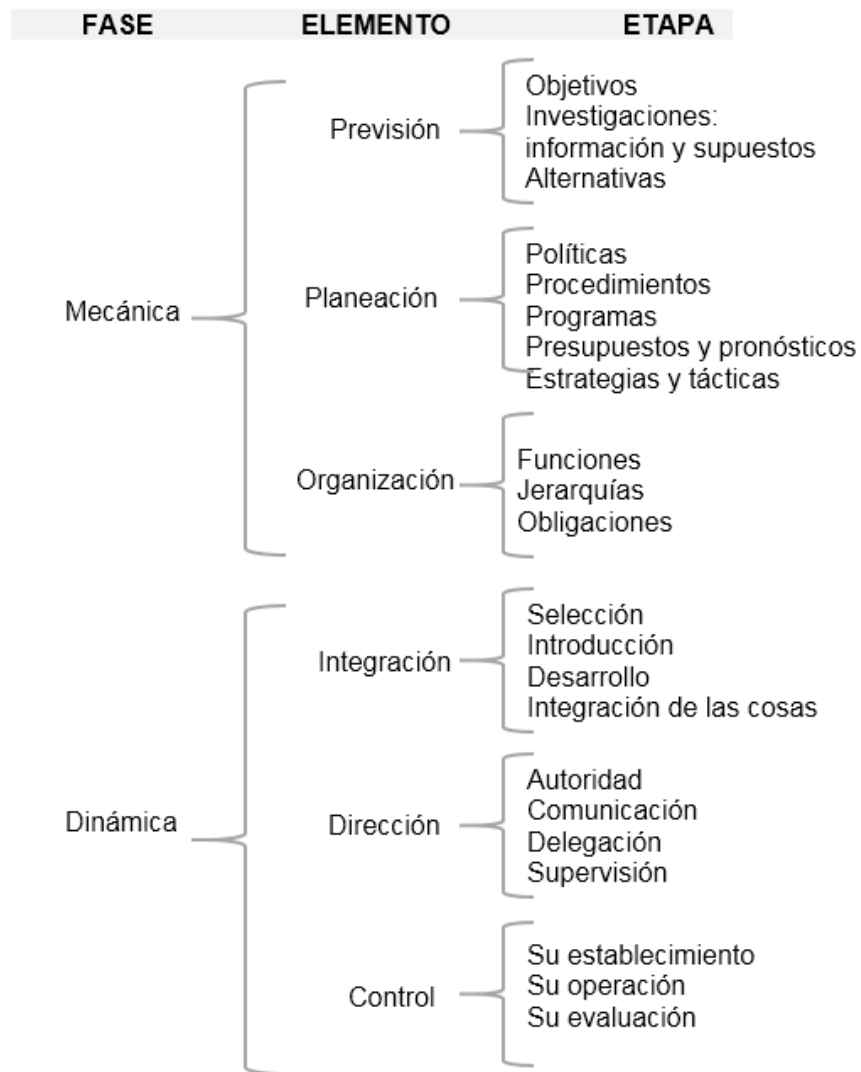 FASE ELEMENTO ETAPA
Previsión
Objetivos
Investigaciones:
información y supuestos
Alternativas
Mecánica
Planeación
Políticas
Procedimientos
Programas
Presupuestos y pronósticos
Estrategias y tácticas
Organización
Funciones
Jerarquías
Obligaciones
Dinámica
Integración
Selección
Introducción
Desarrollo
Integración de las cosas
Dirección
Autoridad
Comunicación
Delegación
Supervisión
Control
Su establecimiento
Su operación
Su evaluación